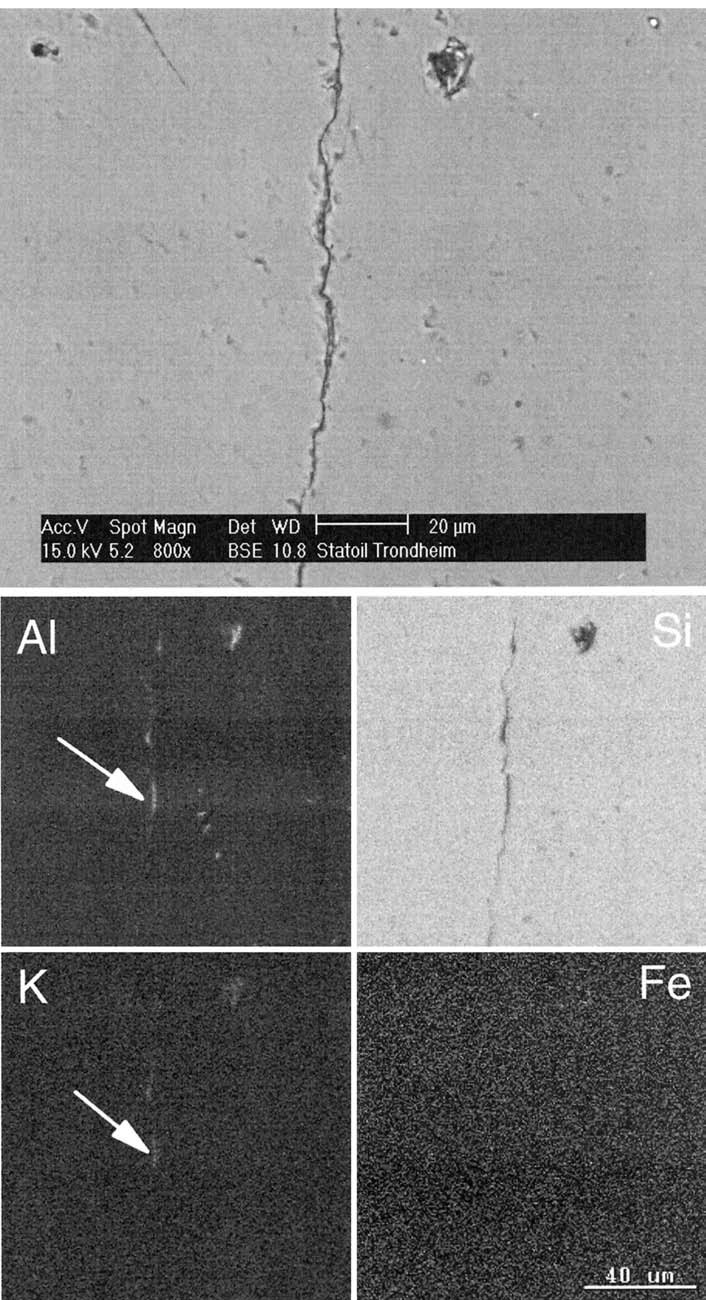 Acc.V Spot Magn Det WD 20 µm
15.0 kV 5.2 800x BSE 10.8 Statoil Trondheim
Al
Si
K
Fe
40 um